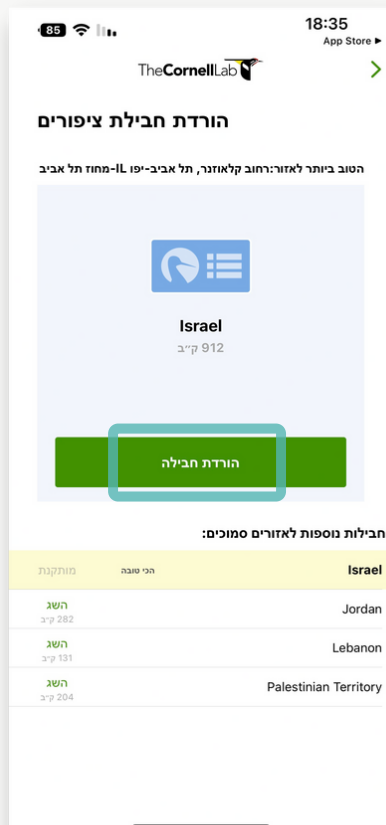 18:35
85
App Store
TheCornellLab
הורדת חבילת ציפורים
הטוב ביותר לאזור:רחוב קלאוזנר, תל אביב-יפו IL-מחוז תל אביב
Israel
912 ק״ב
הורדת חבילה
חבילות נוספות לאזורים סמוכים:
Israel הכי טובה מותקנת
Jordan השג
282 ק״ב
Lebanon השג
131 ק״ב
Palestinian Territory השג
204 ק״ב